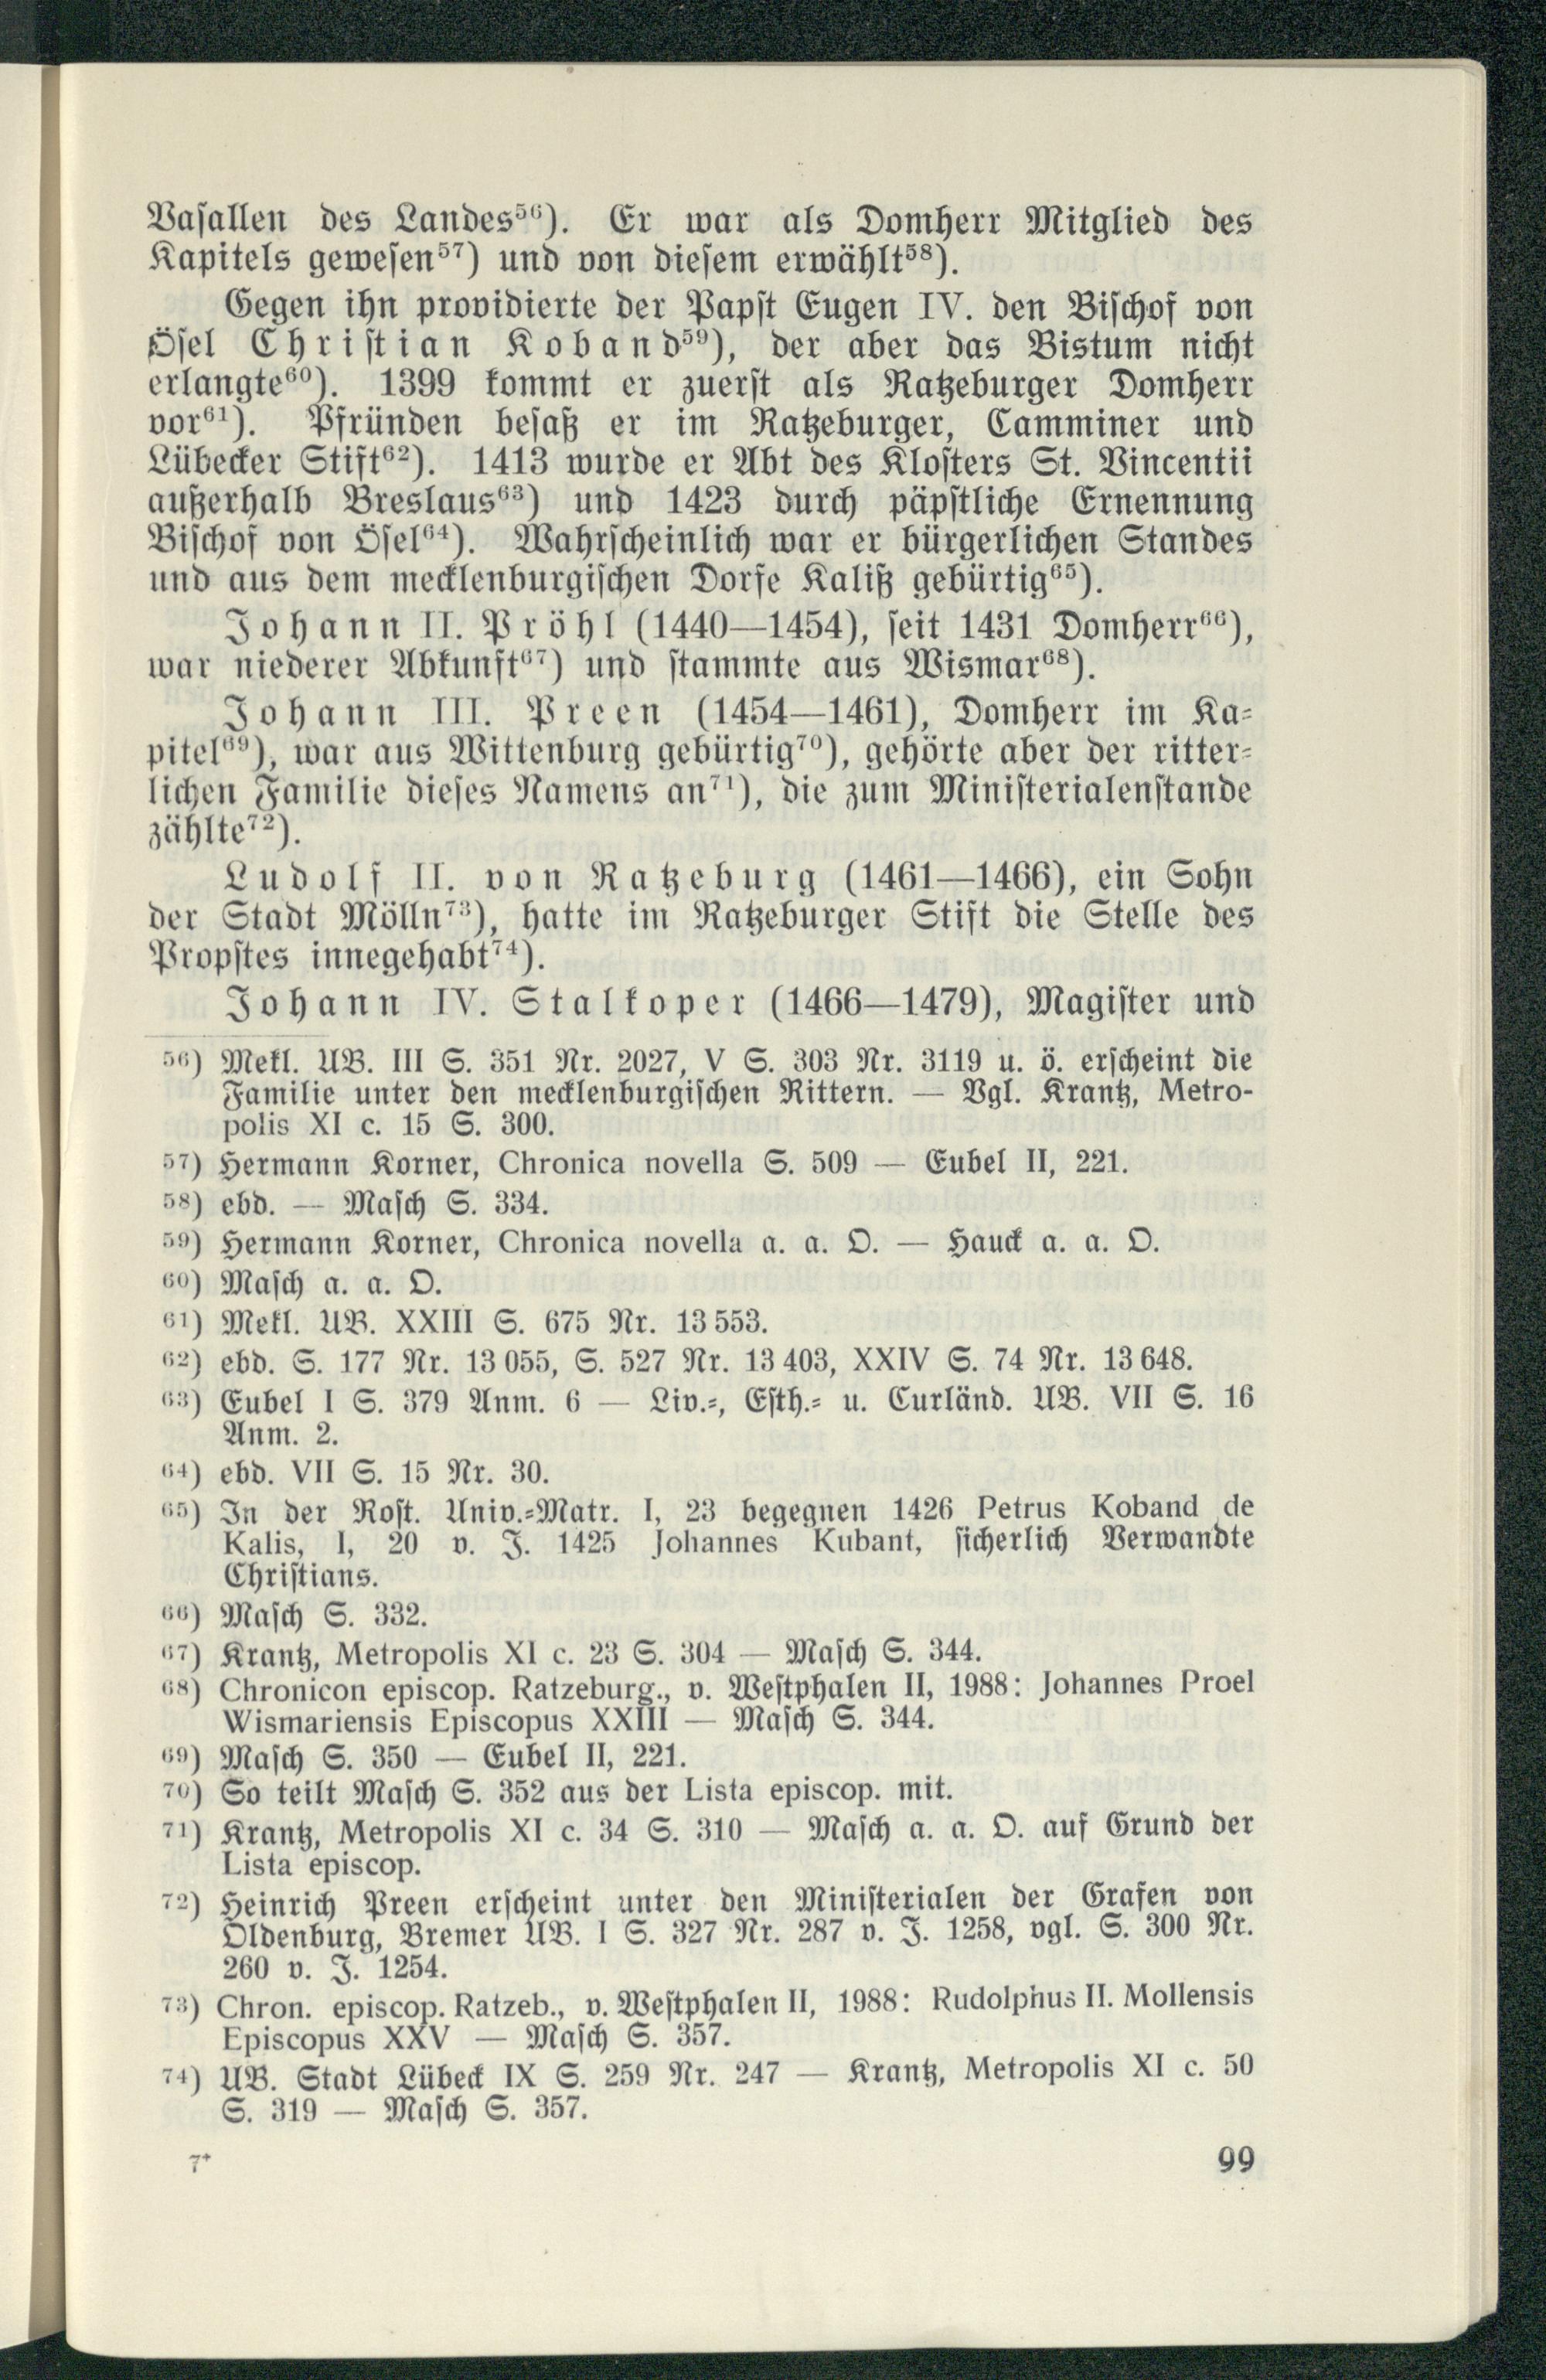 Vasallen des Landes⁵⁶). Er war als Domherr Mitglied des
Kapitels gewesen⁵⁷) und von diesem erwählt⁵⁸).
Gegen ihn providierte der Papst Eugen IV. den Bischof von
Ösel Christian Koband⁵⁹), der aber das Bistum nicht
erlangte⁶⁰). 1399 kommt er zuerst als Ratzeburger Domherr
vor⁶¹). Pfründen besaß er im Ratzeburger, Camminer und
Lübecker Stift⁶²). 1413 wurde er Abt des Klosters St. Vincentii
außerhalb Breslaus⁶³) und 1423 durch päpstliche Ernennung
Bischof von Ösel⁶⁴). Wahrscheinlich war er bürgerlichen Standes
und aus dem mecklenburgischen Dorfe Kaliß gebürtig⁶⁵).
Johann II. Pröhl (1440—1454), seit 1431 Domherr⁶⁶),
war niederer Abkunft⁶⁷) und stammte aus Wismar⁶⁸).
Johann III. Preen (1454—1461), Domherr im Ka-
pitel⁶⁹), war aus Wittenburg gebürtig⁷⁰), gehörte aber der ritter-
lichen Familie dieses Namens an⁷¹), die zum Ministerialenstande
zählte⁷²).
Ludolf II. von Ratzeburg (1461—1466), ein Sohn
der Stadt Mölln⁷³), hatte im Ratzeburger Stift die Stelle des
Propstes innegehabt⁷⁴).
Johann IV. Stalkoper (1466—1479), Magister und
56) Mekl. UB. III S. 351 Nr. 2027, V S. 303 Nr. 3119 u. ö. erscheint die
Familie unter den mecklenburgischen Rittern. — Vgl. Krantz, Metro-
polis XI c. 15 S. 300.
57) Hermann Korner, Chronica novella S. 509 — Eubel II, 221.
58) ebd. — Masch S. 334.
59) Hermann Korner, Chronica novella a. a. O. — Hauck a. a. O.
60) Masch a. a. O.
61) Mekl. UB. XXIII S. 675 Nr. 13 553.
62) ebd. S. 177 Nr. 13 055, S. 527 Nr. 13 403, XXIV S. 74 Nr. 13 648.
63) Eubel I S. 379 Anm. 6 — Liv.-, Esth.- u. Curländ. UB. VII S. 16
Anm. 2.
64) ebd. VII S. 15 Nr. 30.
65) In der Rost. Univ.-Matr. I, 23 begegnen 1426 Petrus Koband de
Kalis, I, 20 v. J. 1425 Johannes Kubant, sicherlich Verwandte
Christians.
66) Masch S. 332.
67) Krantz, Metropolis XI c. 23 S. 304 — Masch S. 344.
68) Chronicon episcop. Ratzeburg., v. Westphalen II, 1988: Johannes Proel
Wismariensis Episcopus XXIII — Masch S. 344.
69) Masch S. 350 — Eubel II, 221.
70) So teilt Masch S. 352 aus der Lista episcop. mit.
71) Krantz, Metropolis XI c. 34 S. 310 — Masch a. a. O. auf Grund der
Lista episcop.
72) Heinrich Preen erscheint unter den Ministerialen der Grafen von
Oldenburg, Bremer UB. I S. 327 Nr. 287 v. J. 1258, vgl. S. 300 Nr.
260 v. J. 1254.
73) Chron. episcop. Ratzeb., v. Westphalen II, 1988: Rudolphus II. Mollensis
Episcopus XXV — Masch S. 357.
74) UB. Stadt Lübeck IX S. 259 Nr. 247 — Krantz, Metropolis XI c. 50
S. 319 — Masch S. 357.
7* 99